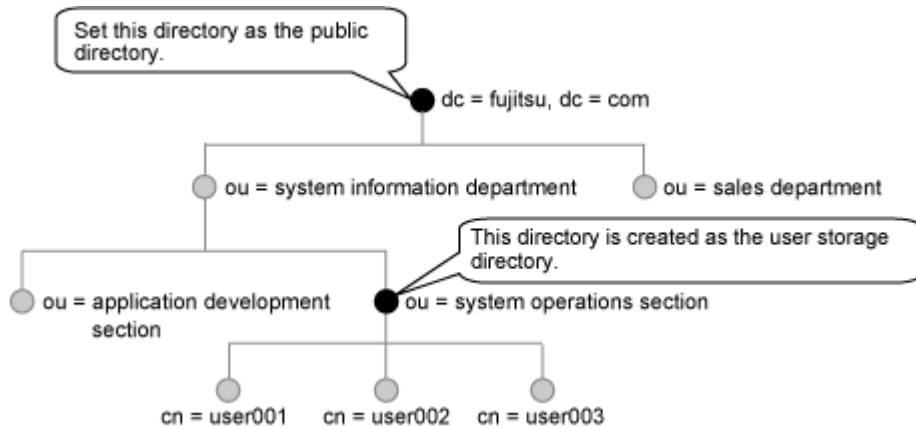 Set this directory as the public
directory.
dc = fujitsu, dc = com
ou = system information department
ou = sales department
This directory is created as the user storage
directory.
ou = application development
section
ou = system operations section
cn = user001
cn = user002
cn = user003